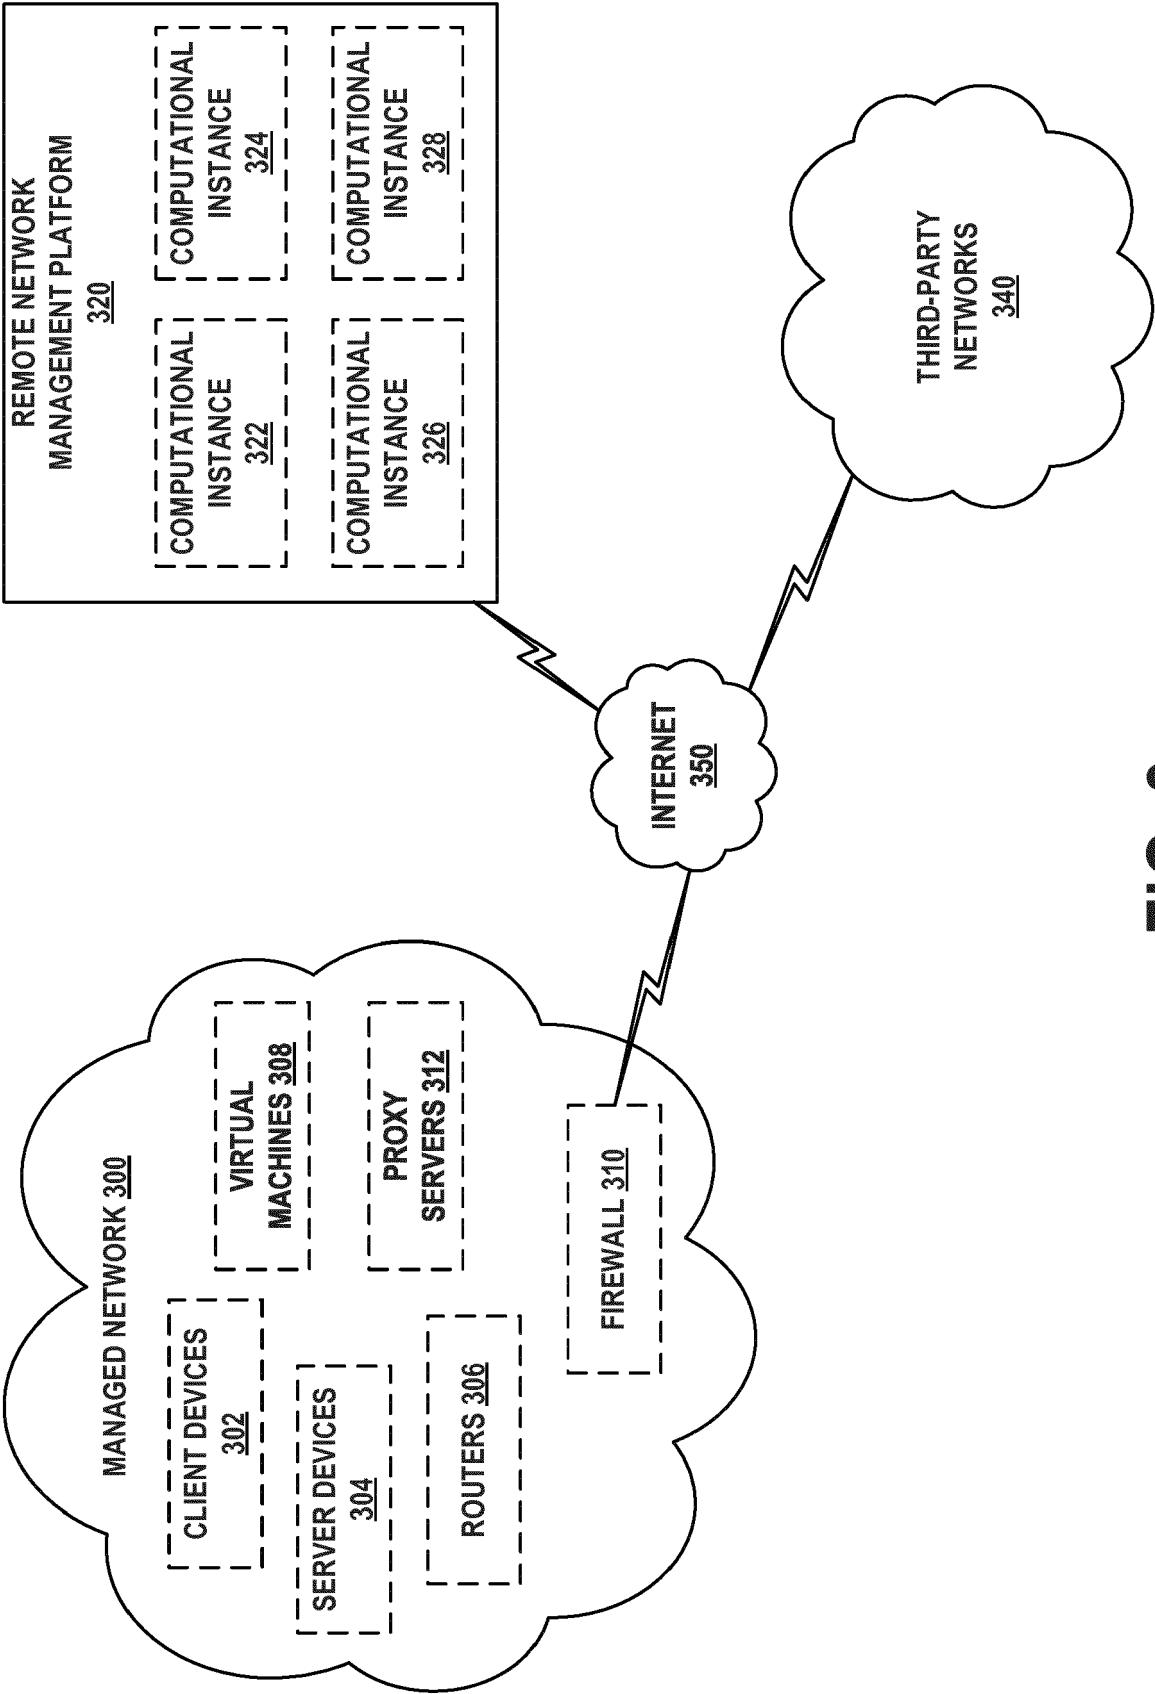 MANAGED NETWORK 300
CLIENT DEVICES
302
VIRTUAL
MACHINES 308
SERVER DEVICES
304
PROXY
SERVERS 312
ROUTERS 306
FIREWALL 310
INTERNET
350
REMOTE NETWORK
MANAGEMENT PLATFORM
320
COMPUTATIONAL
INSTANCE
322
COMPUTATIONAL
INSTANCE
324
COMPUTATIONAL
INSTANCE
326
COMPUTATIONAL
INSTANCE
328
THIRD-PARTY
NETWORKS
340